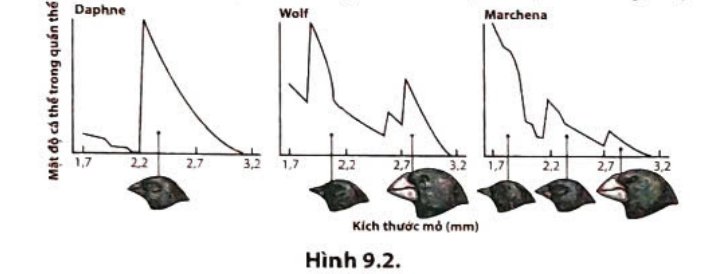 Mật độ cá thể trong quần thể
Daphne
1,7 2,2 2,7 3,2
Wolf
1,7 2,2 2,7 3,2
Marchena
1,7 2,2 2,7 3,2
Kích thước mỏ (mm)
Hình 9.2.